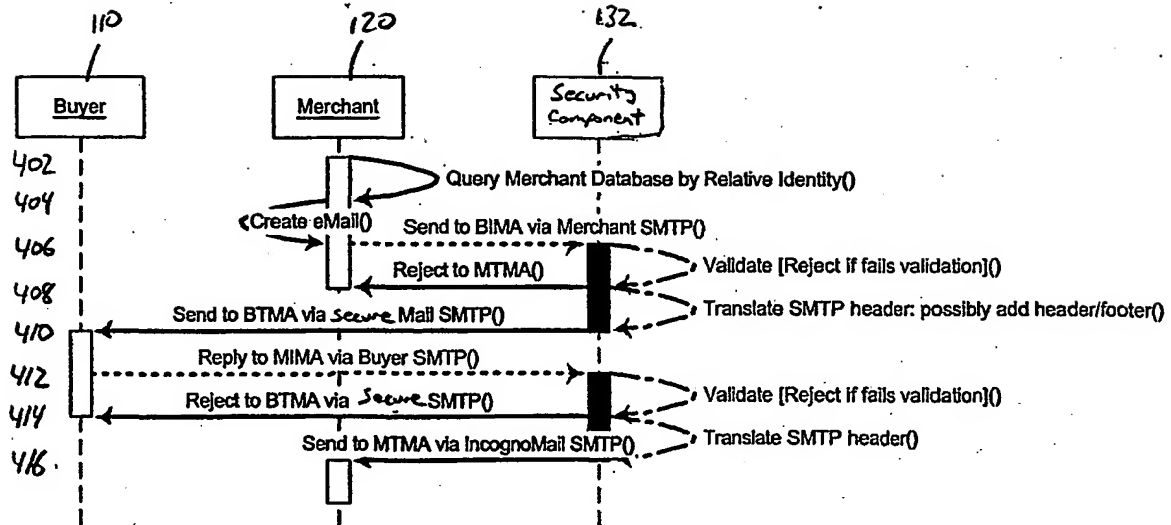 110 120 132
Buyer Merchant Security Component
402
Query Merchant Database by Relative Identity()
404
Create eMail()
Send to BIMA via Merchant SMTP()
406
Reject to MTMA()
Validate [Reject if fails validation]()
408
Translate SMTP header: possibly add header/footer()
Send to BTMA via secure Mail SMTP()
410
Reply to MIMA via Buyer SMTP()
412
Validate [Reject if fails validation]()
Reject to BTMA via Secure SMTP()
414
Translate SMTP header()
Send to MTMA via IncognoMail SMTP()
416.